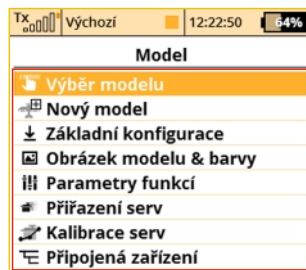 Tx Výchozí 12:22:50 64%
Model
Výběr modelu
Nový model
Základní konfigurace
Obrázek modelu & barvy
Parametry funkcí
Přiřazení serv
Kalibrace serv
Připojená zařízení